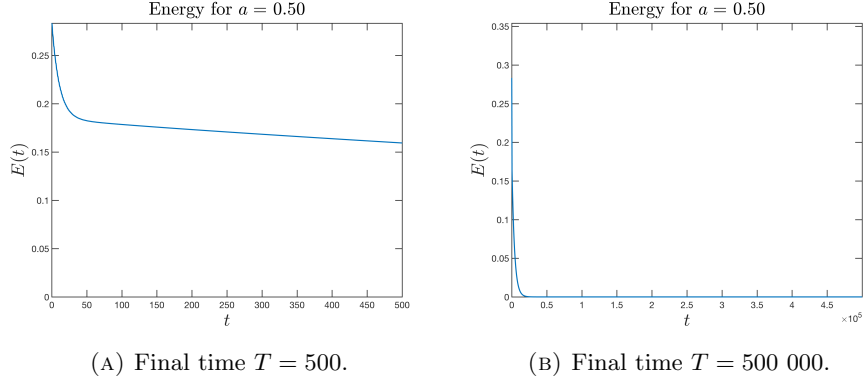 Energy for a = 0.50
0.25
0.2
0.15
0.1
0.05
0
E(t)
0 50 100 150 200 250 300 350 400 450 500
t
(A) Final time T = 500.
Energy for a = 0.50
0.35
0.3
0.25
0.2
0.15
0.1
0.05
0
E(t)
0 0.5 1 1.5 2 2.5 3 3.5 4 4.5
×10⁵
t
(B) Final time T = 500 000.